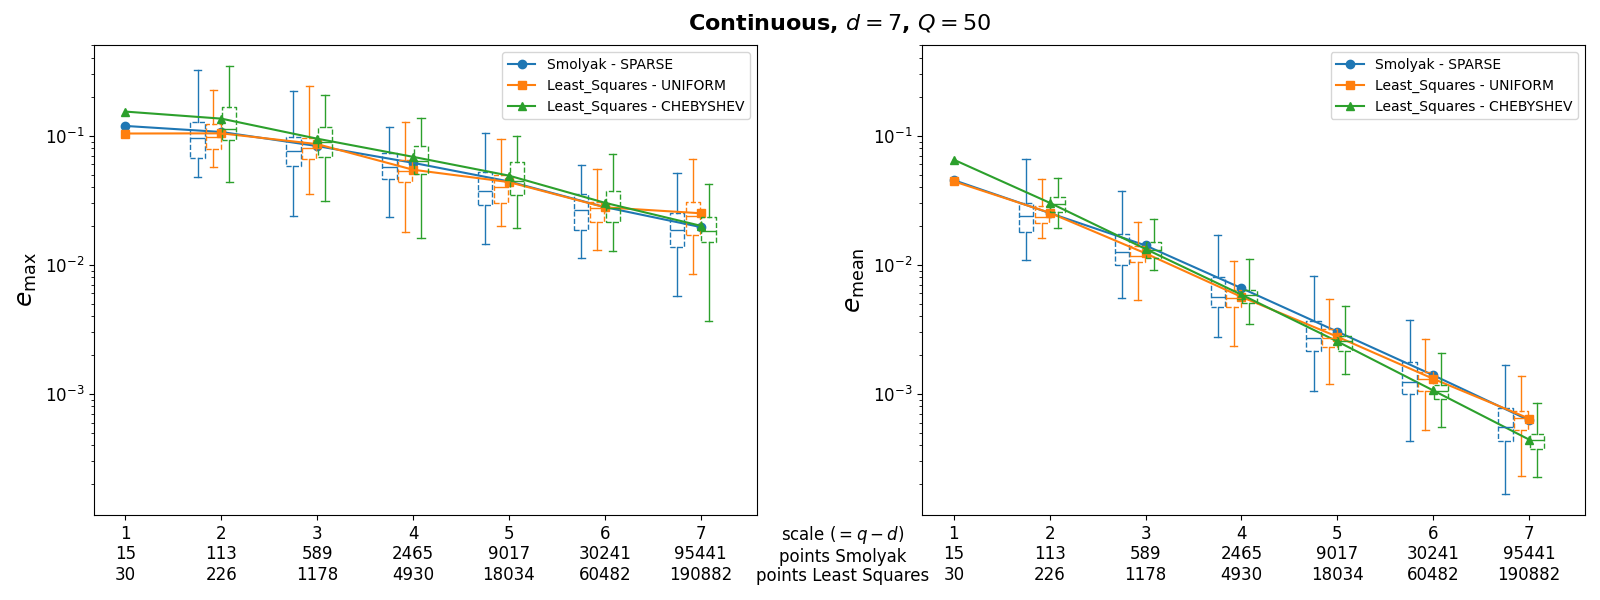 Continuous, d = 7, Q = 50
Smolyak - SPARSE
Least_Squares - UNIFORM
Least_Squares - CHEBYSHEV
10⁻¹
10⁻²
10⁻³
e_max
1 2 3 4 5 6 7
15 113 589 2465 9017 30241 95441
30 226 1178 4930 18034 60482 190882
scale (= q − d)
points Smolyak
points Least Squares
Smolyak - SPARSE
Least_Squares - UNIFORM
Least_Squares - CHEBYSHEV
10⁻¹
10⁻²
10⁻³
e_mean
1 2 3 4 5 6 7
15 113 589 2465 9017 30241 95441
30 226 1178 4930 18034 60482 190882